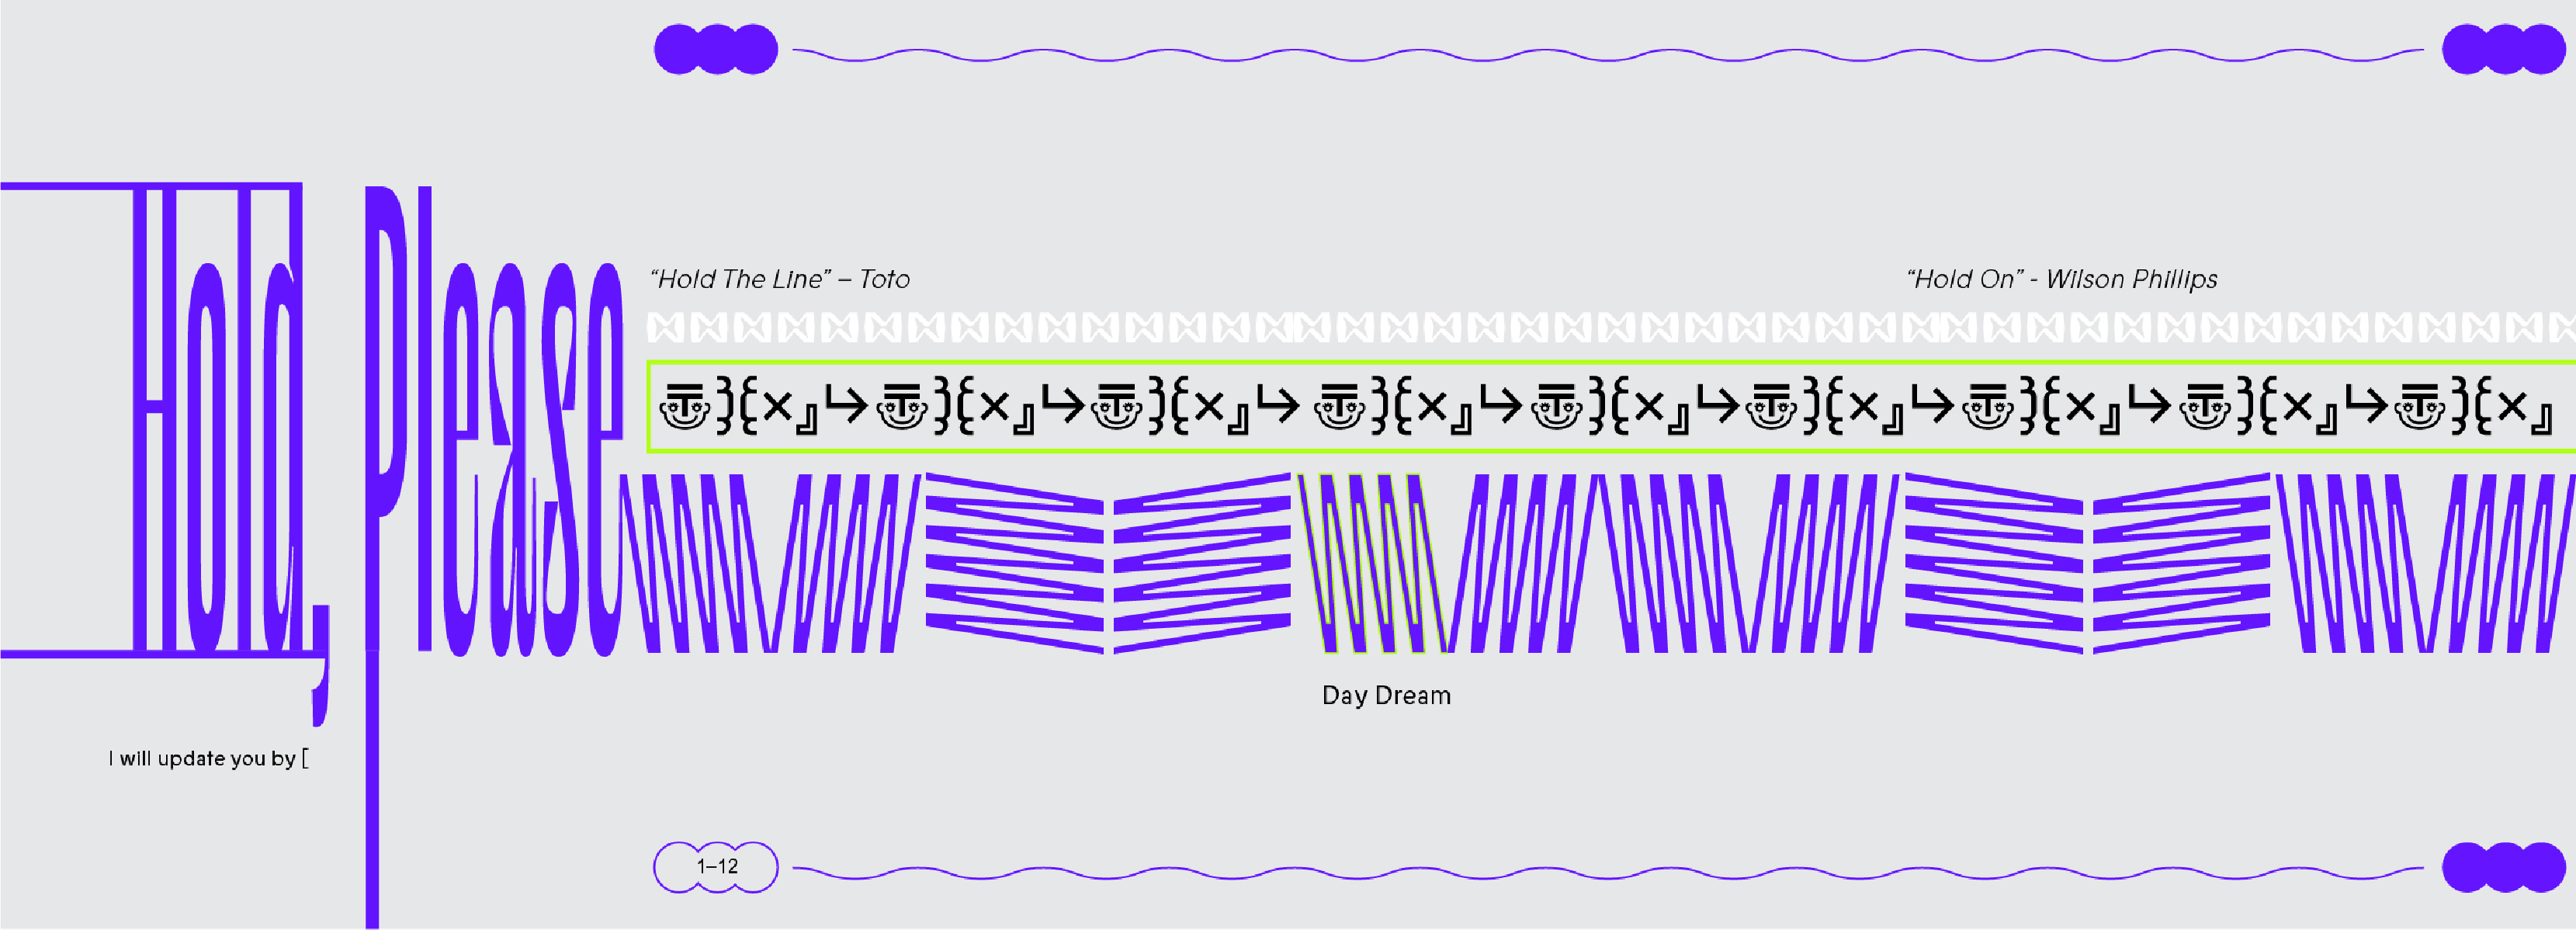 Hold, Please
“Hold The Line” – Toto
“Hold On” - Wilson Phillips
Day Dream
I will update you by [
1–12